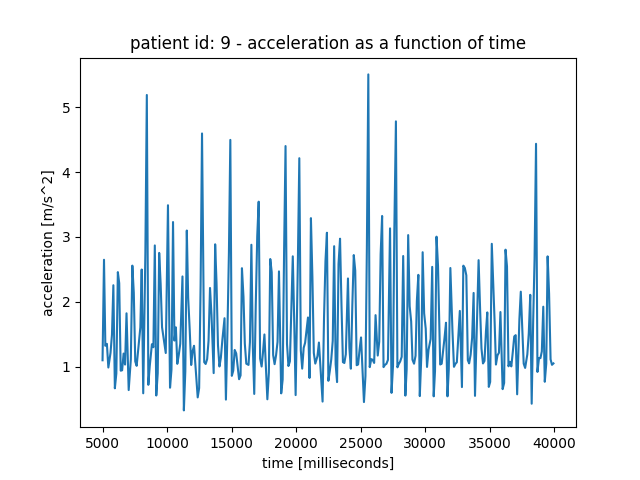 patient id: 9 - acceleration as a function of time
acceleration [m/s^2]
5
4
3
2
1
5000 10000 15000 20000 25000 30000 35000 40000
time [milliseconds]